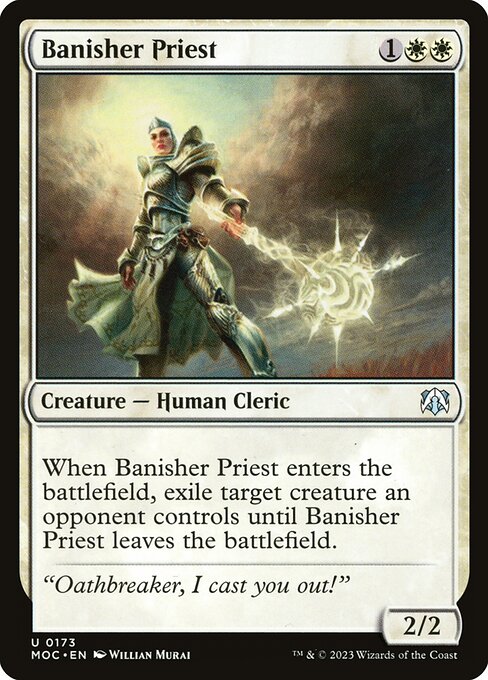 Banisher Priest 1
Creature — Human Cleric
When Banisher Priest enters the
battlefield, exile target creature an
opponent controls until Banisher
Priest leaves the battlefield.
“Oathbreaker, I cast you out!”
2/2
U 0173
MOC • EN Willian Murai ™ & © 2023 Wizards of the Coast